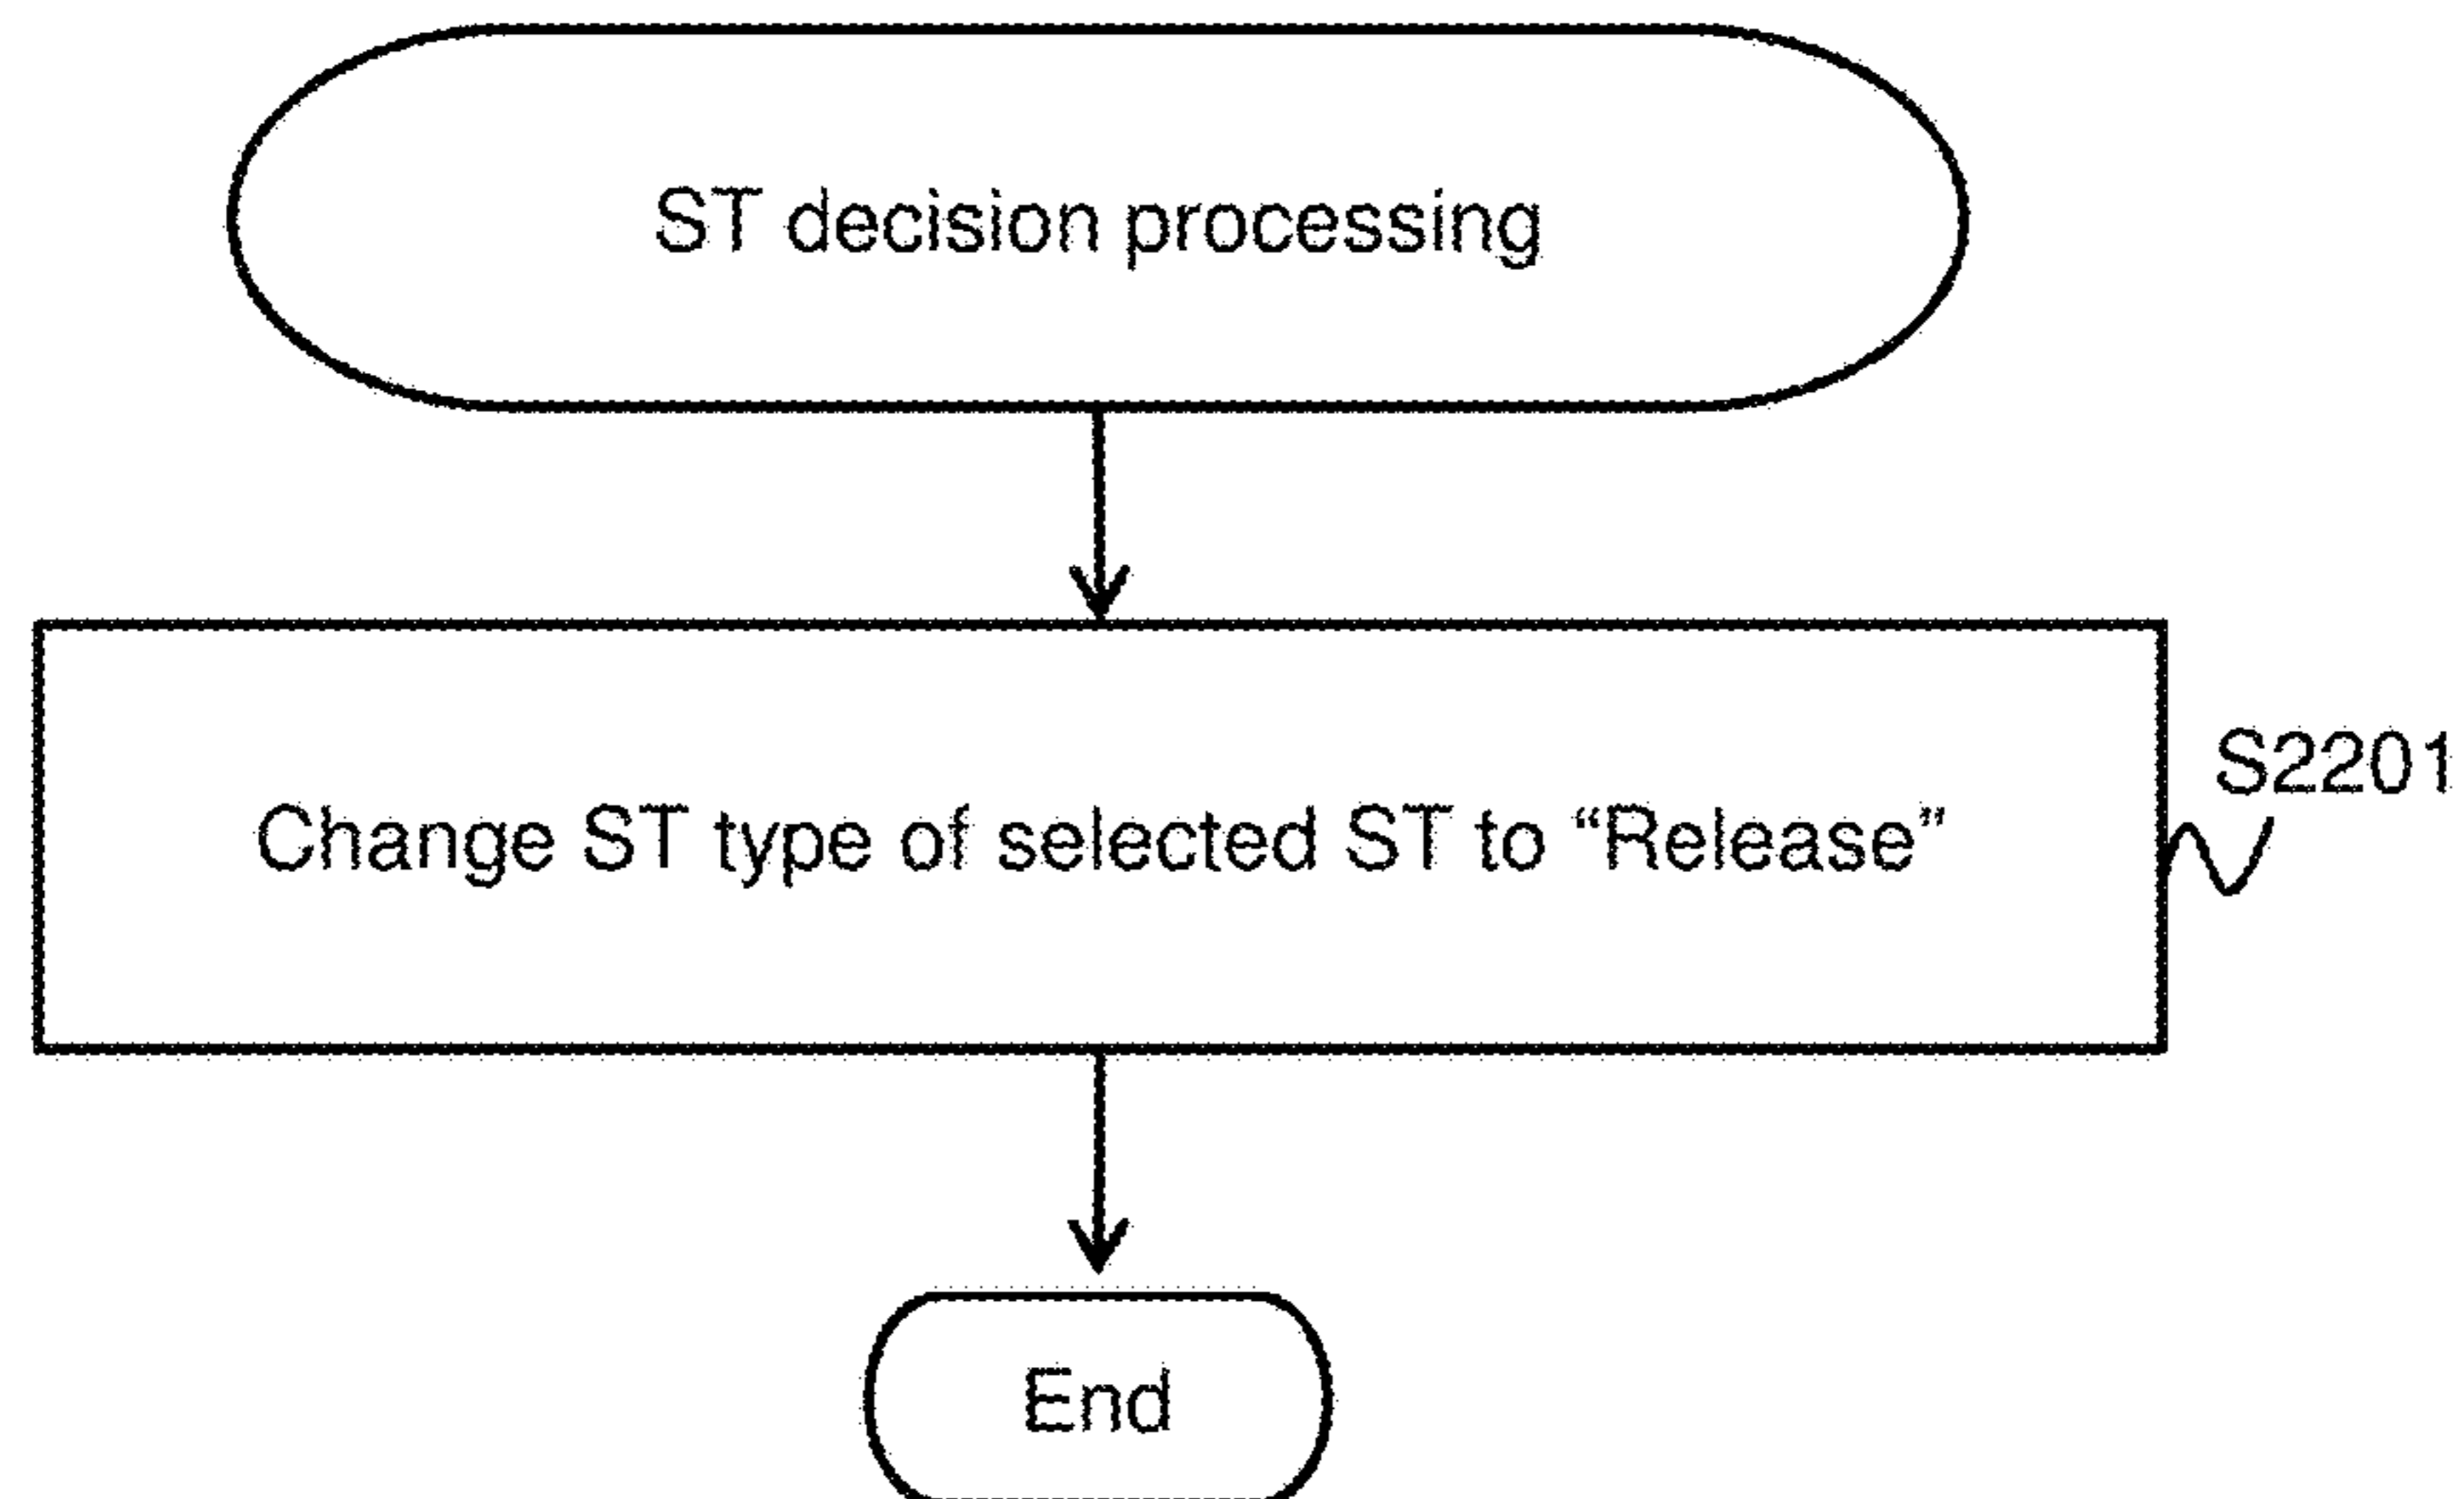 ST decision processing
S2201
Change ST type of selected ST to “Release”
End